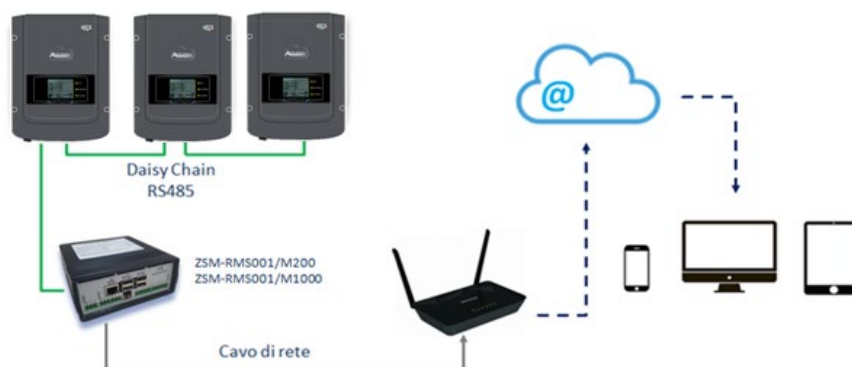 Daisy Chain
RS485
@
ZSM-RMS001/M200
ZSM-RMS001/M1000
Cavo di rete